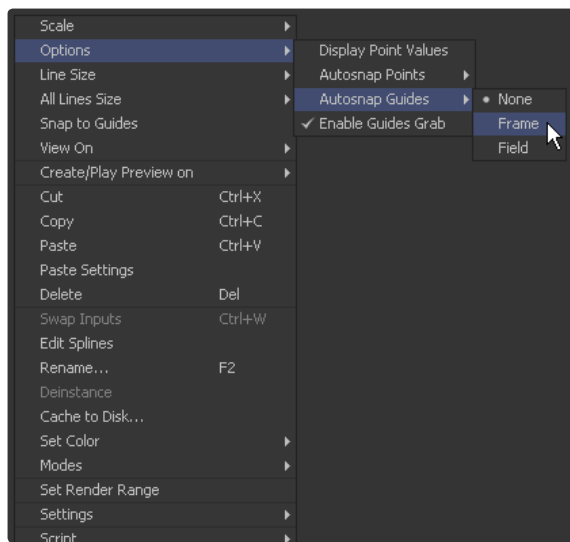 Scale
Options
Line Size
All Lines Size
Snap to Guides
View On
Create/Play Preview on
Cut Ctrl+X
Copy Ctrl+C
Paste Ctrl+V
Paste Settings
Delete Del
Swap Inputs Ctrl+W
Edit Splines
Rename... F2
Deinstance
Cache to Disk...
Set Color
Modes
Set Render Range
Settings
Script
Display Point Values
Autosnap Points
Autosnap Guides
Enable Guides Grab
None
Frame
Field